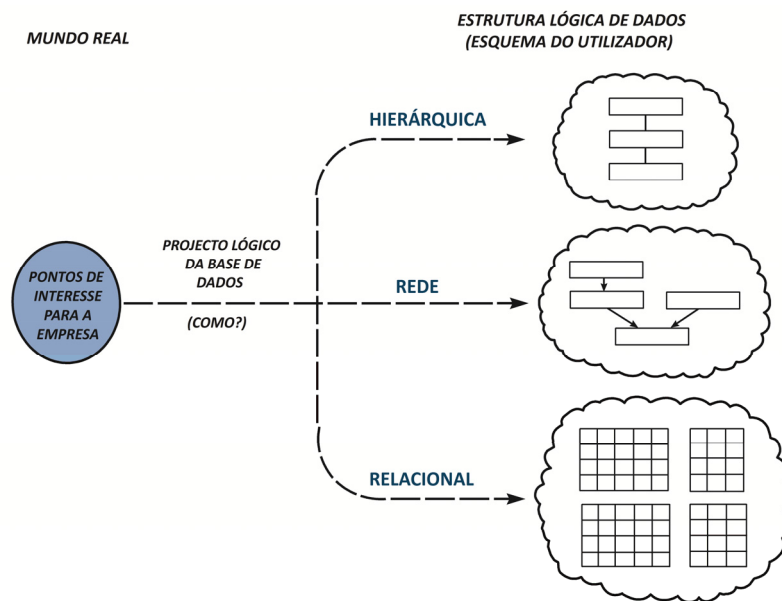 MUNDO REAL
ESTRUTURA LÓGICA DE DADOS
(ESQUEMA DO UTILIZADOR)
HIERÁRQUICA
PROJECTO LÓGICO
DA BASE DE
DADOS
(COMO?)
PONTOS DE
INTERESSE
PARA A
EMPRESA
REDE
RELACIONAL